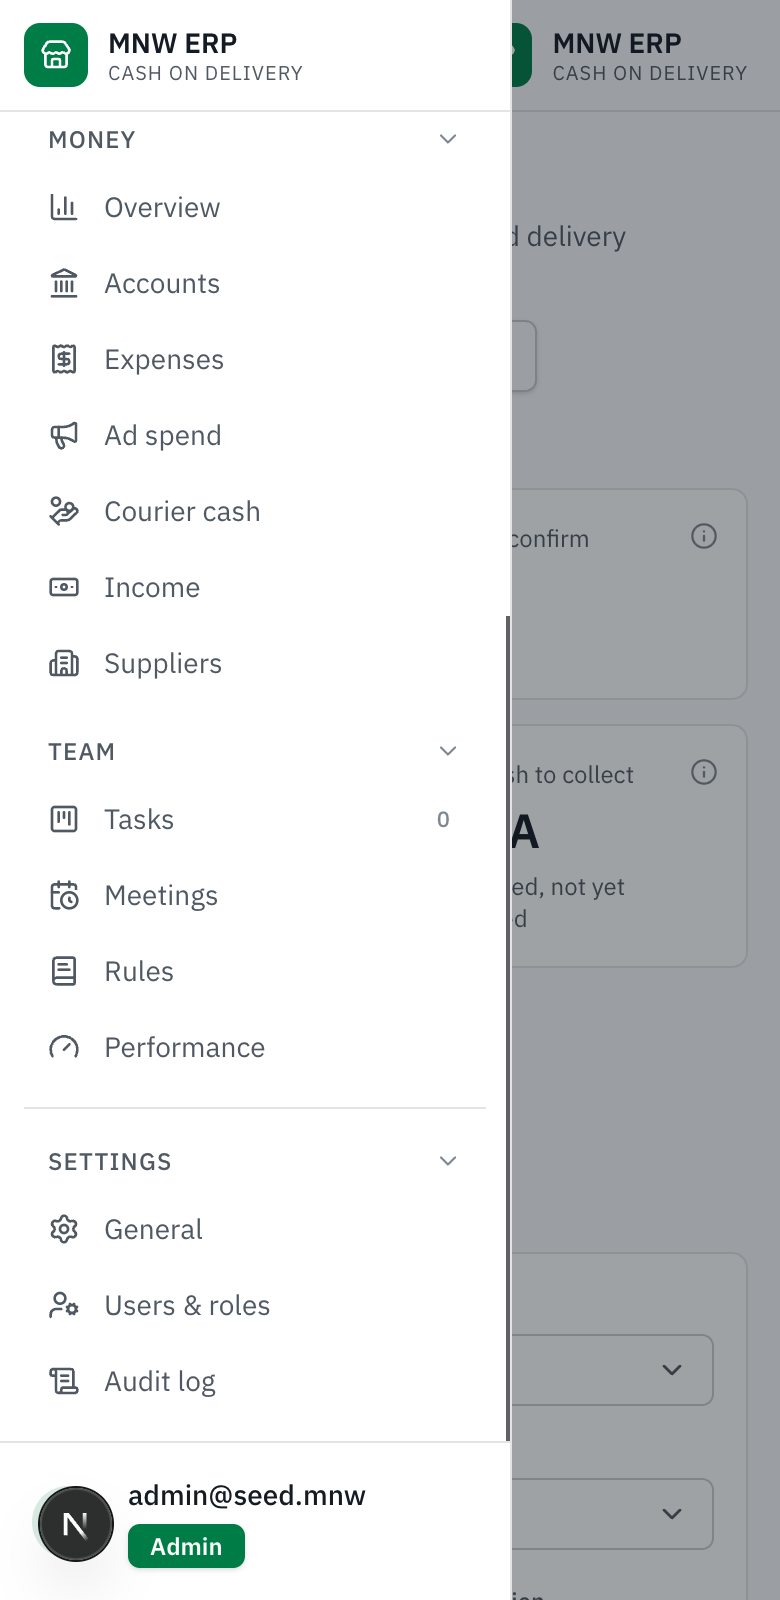 MNW ERP
CASH ON DELIVERY
MNW ERP
CASH ON DELIVERY
MONEY
Overview
delivery
Accounts
Expenses
Ad spend
Courier cash
confirm
Income
Suppliers
TEAM
to collect
Tasks 0
A
Meetings
not yet
Rules
Performance
SETTINGS
General
Users & roles
Audit log
admin@seed.mnw
N
Admin